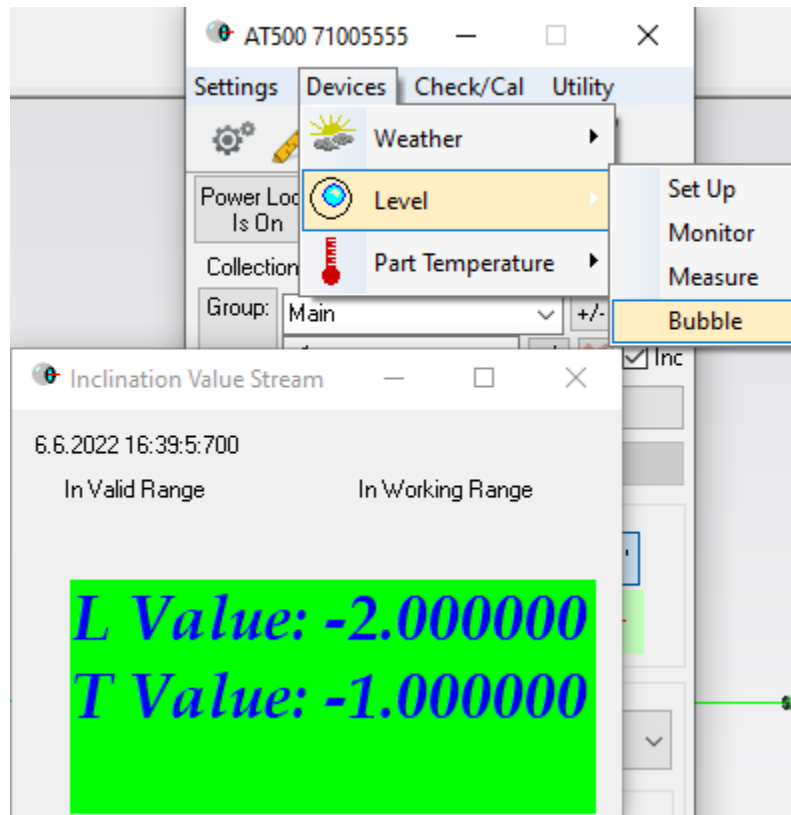 AT500 71005555
Settings Devices Check/Cal Utility
Weather
Power Loc
Is On
Level
Set Up
Monitor
Collection
Part Temperature
Measure
Group: Main +/-
Bubble
Inc
Inclination Value Stream
6.6.2022 16:39:5:700
In Valid Range In Working Range
L Value: -2.000000
T Value: -1.000000